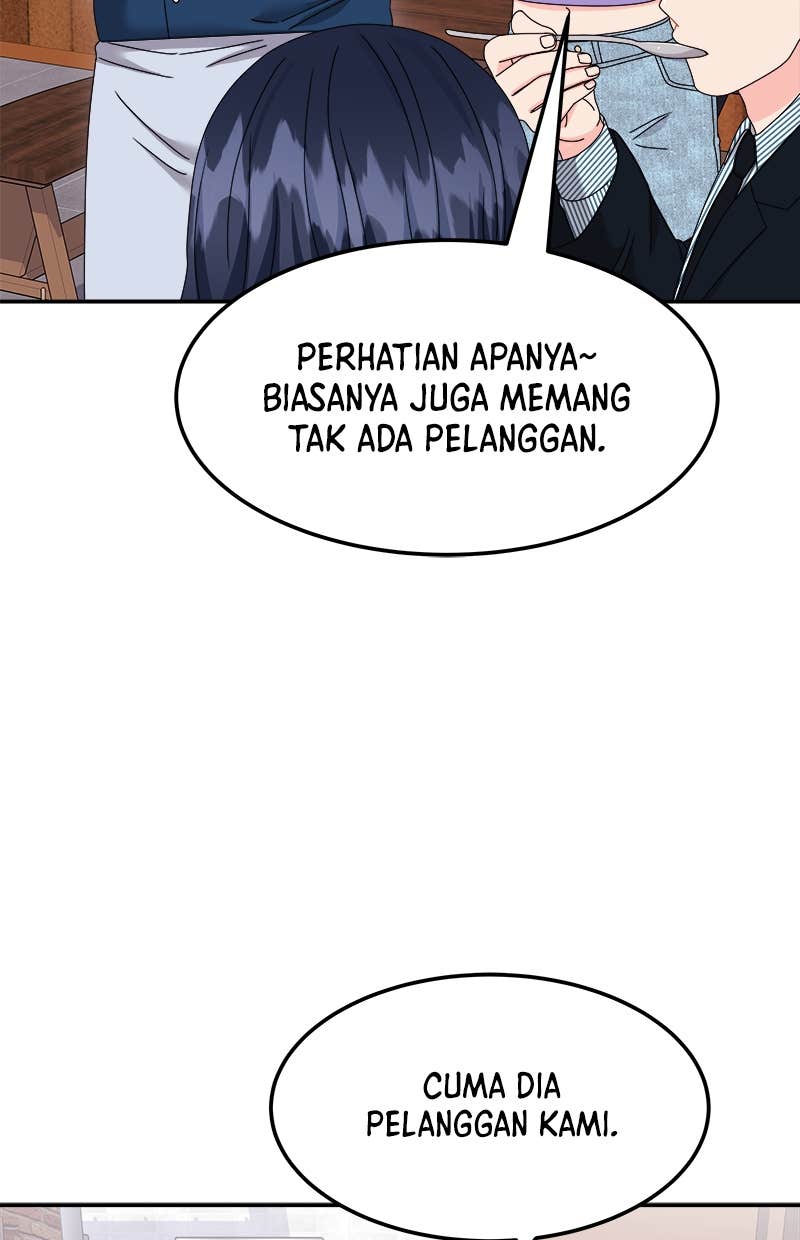 PERHATIAN APANYA~
BIASANYA JUGA MEMANG
TAK ADA PELANGGAN.
CUMA DIA
PELANGGAN KAMI.